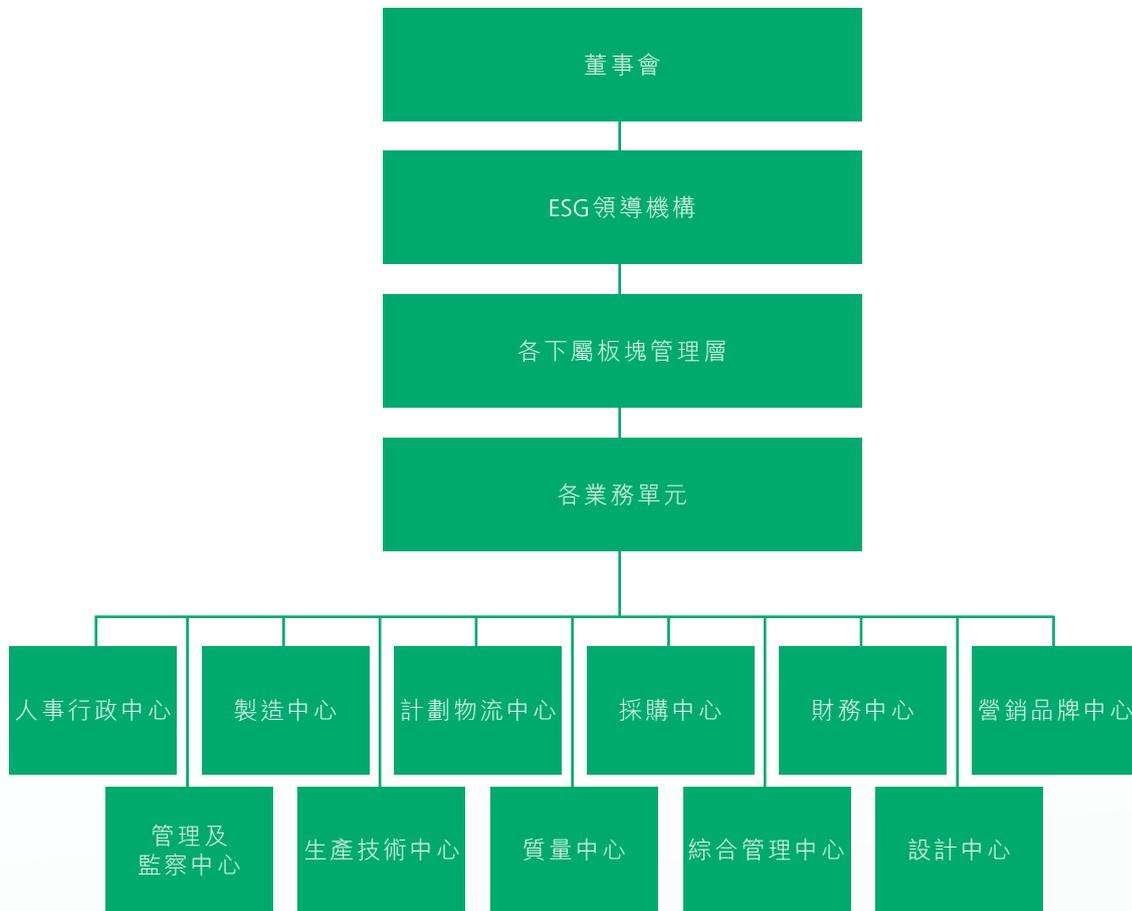 董事會
ESG領導機構
各下屬板塊管理層
各業務單元
人事行政中心
製造中心
計劃物流中心
採購中心
財務中心
營銷品牌中心
管理及
監察中心
生產技術中心
質量中心
綜合管理中心
設計中心